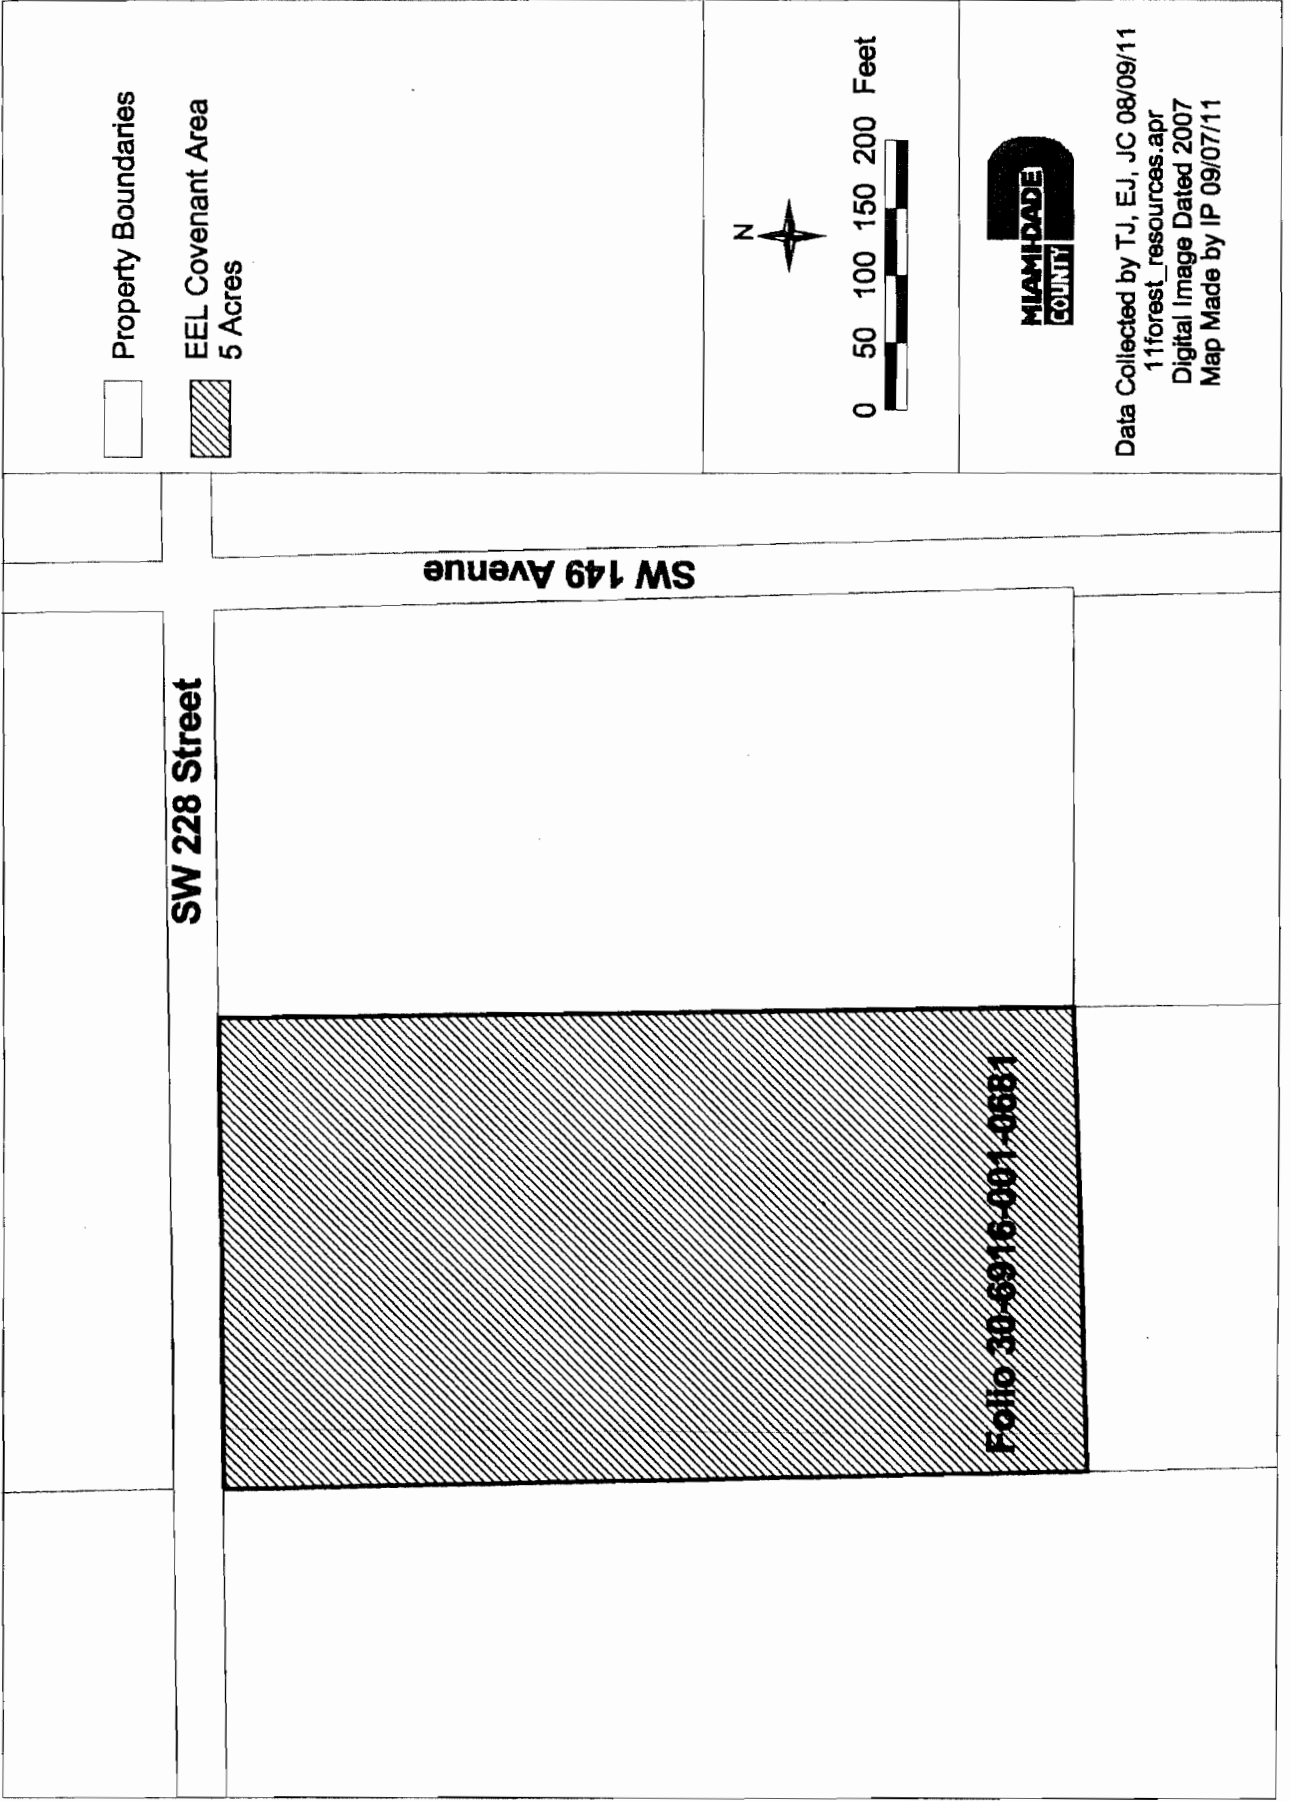 SW 228 Street
SW 149 Avenue
Folio 30-6916-001-0681
Property Boundaries
EEL Covenant Area
5 Acres
N
0 50 100 150 200 Feet
MIAMI-DADE
COUNTY
Data Collected by TJ, EJ, JC 08/09/11
11forest_resources.apr
Digital Image Dated 2007
Map Made by IP 09/07/11